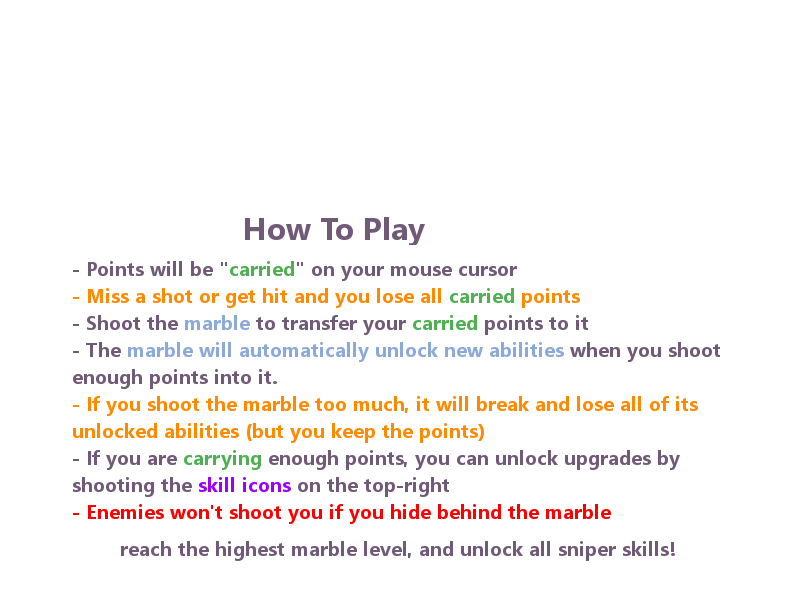 How To Play
- Points will be "carried" on your mouse cursor
- Miss a shot or get hit and you lose all carried points
- Shoot the marble to transfer your carried points to it
- The marble will automatically unlock new abilities when you shoot
enough points into it.
- If you shoot the marble too much, it will break and lose all of its
unlocked abilities (but you keep the points)
- If you are carrying enough points, you can unlock upgrades by
shooting the skill icons on the top-right
- Enemies won't shoot you if you hide behind the marble
reach the highest marble level, and unlock all sniper skills!